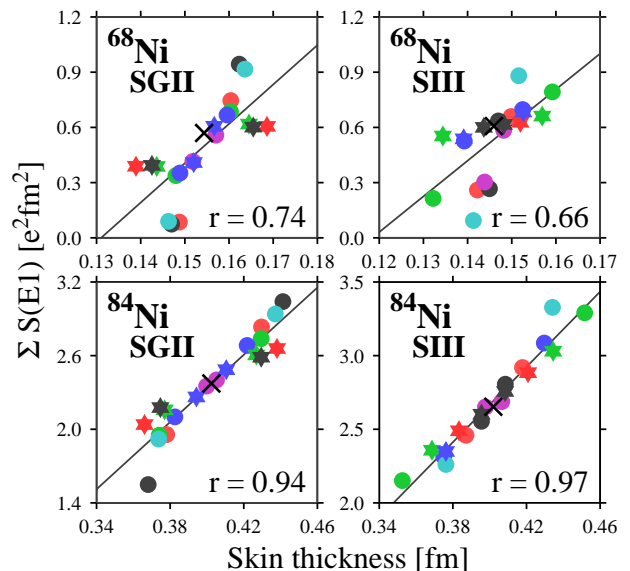 Σ S(E1) [e²fm²]
1.2
0.9
0.6
0.3
0.0
⁶⁸Ni
SGII
r = 0.74
0.13 0.14 0.15 0.16 0.17 0.18
⁶⁸Ni
SIII
r = 0.66
0.12 0.13 0.14 0.15 0.16 0.17
3.2
2.6
2.0
1.4
⁸⁴Ni
SGII
r = 0.94
0.34 0.38 0.42 0.46
3.5
3.0
2.5
2.0
⁸⁴Ni
SIII
r = 0.97
0.34 0.38 0.42 0.46
Skin thickness [fm]